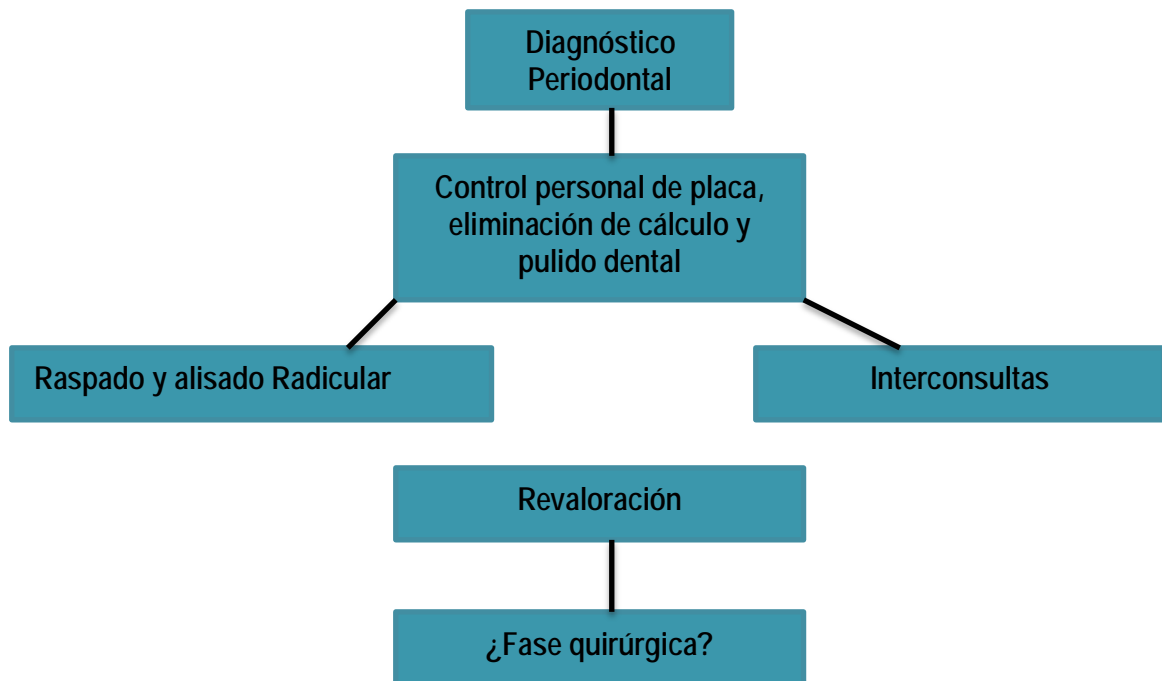 Diagnóstico
Periodontal
Control personal de placa,
eliminación de cálculo y
pulido dental
Raspado y alisado Radicular
Interconsultas
Revaloración
¿Fase quirúrgica?